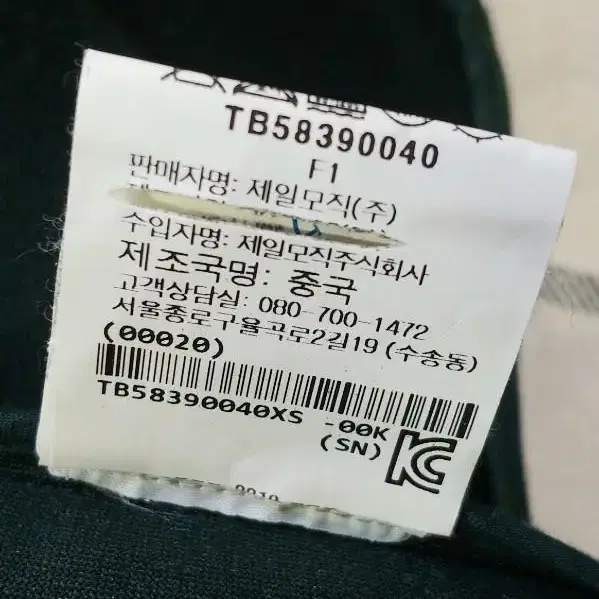 TB58390040
F1
판매자명: 제일모직(주)
수입자명: 제일모직주식회사
제조국명: 중국
고객상담실: 080-700-1472
서울종로구율곡로2길19 (수송동)
(00020)
TB58390040XS -00K
(SN)
KC